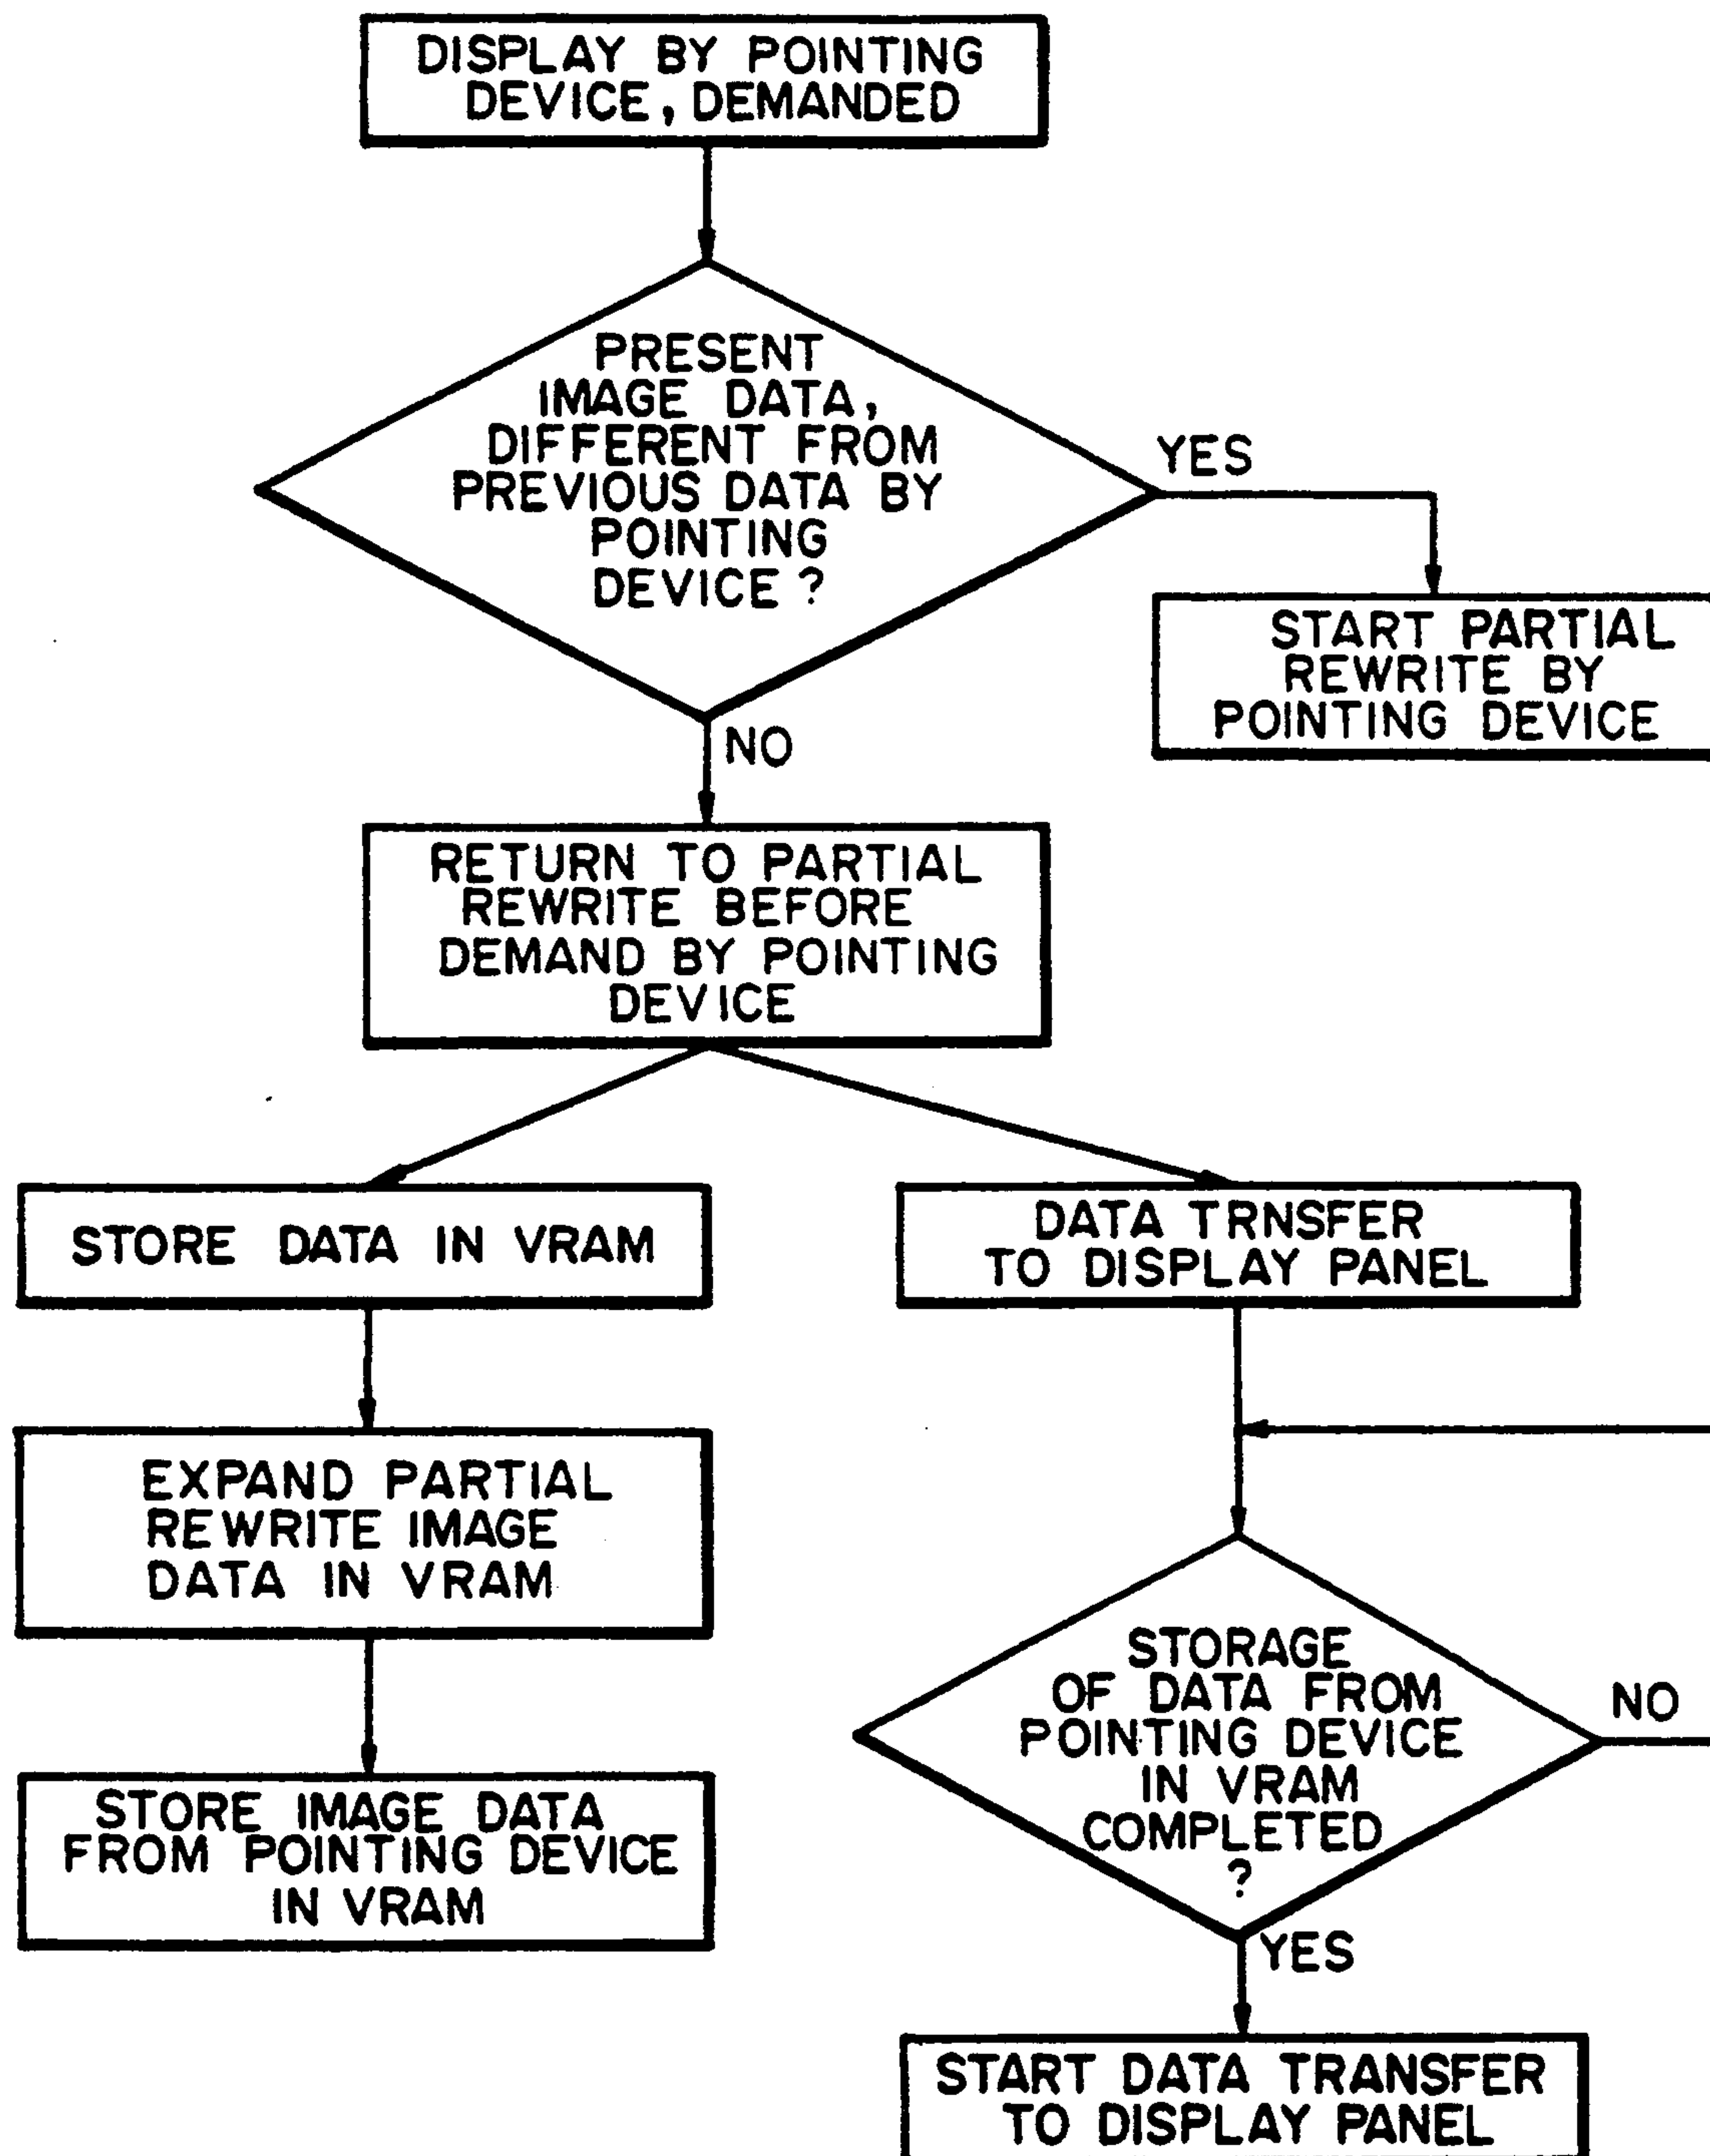 DISPLAY BY POINTING
DEVICE, DEMANDED
PRESENT
IMAGE DATA,
DIFFERENT FROM
PREVIOUS DATA BY
POINTING
DEVICE ?
YES
START PARTIAL
REWRITE BY
POINTING DEVICE
NO
RETURN TO PARTIAL
REWRITE BEFORE
DEMAND BY POINTING
DEVICE
STORE DATA IN VRAM
DATA TRNSFER
TO DISPLAY PANEL
EXPAND PARTIAL
REWRITE IMAGE
DATA IN VRAM
STORAGE
OF DATA FROM
POINTING DEVICE
IN VRAM
COMPLETED
?
NO
STORE IMAGE DATA
FROM POINTING DEVICE
IN VRAM
YES
START DATA TRANSFER
TO DISPLAY PANEL